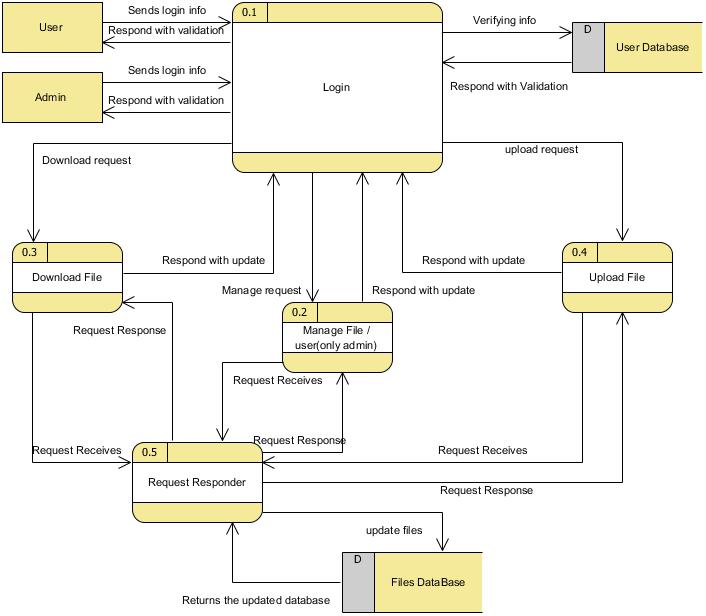 User
Sends login info
Respond with validation
0.1
Login
Verifying info
D
User Database
Respond with Validation
Admin
Sends login info
Respond with validation
Download request
upload request
0.3
Download File
Respond with update
Manage request
Respond with update
Respond with update
0.4
Upload File
0.2
Manage File /
user(only admin)
Request Response
Request Receives
Request Response
Request Receives
Request Receives
Request Response
0.5
Request Responder
update files
D
Files DataBase
Returns the updated database